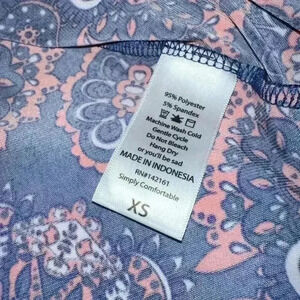 95% Polyester
5% Spandex
Machine Wash Cold
Gentle Cycle
Do Not Bleach
Hang Dry
or you'll be sad
MADE IN INDONESIA
RN#142161
Simply Comfortable
XS